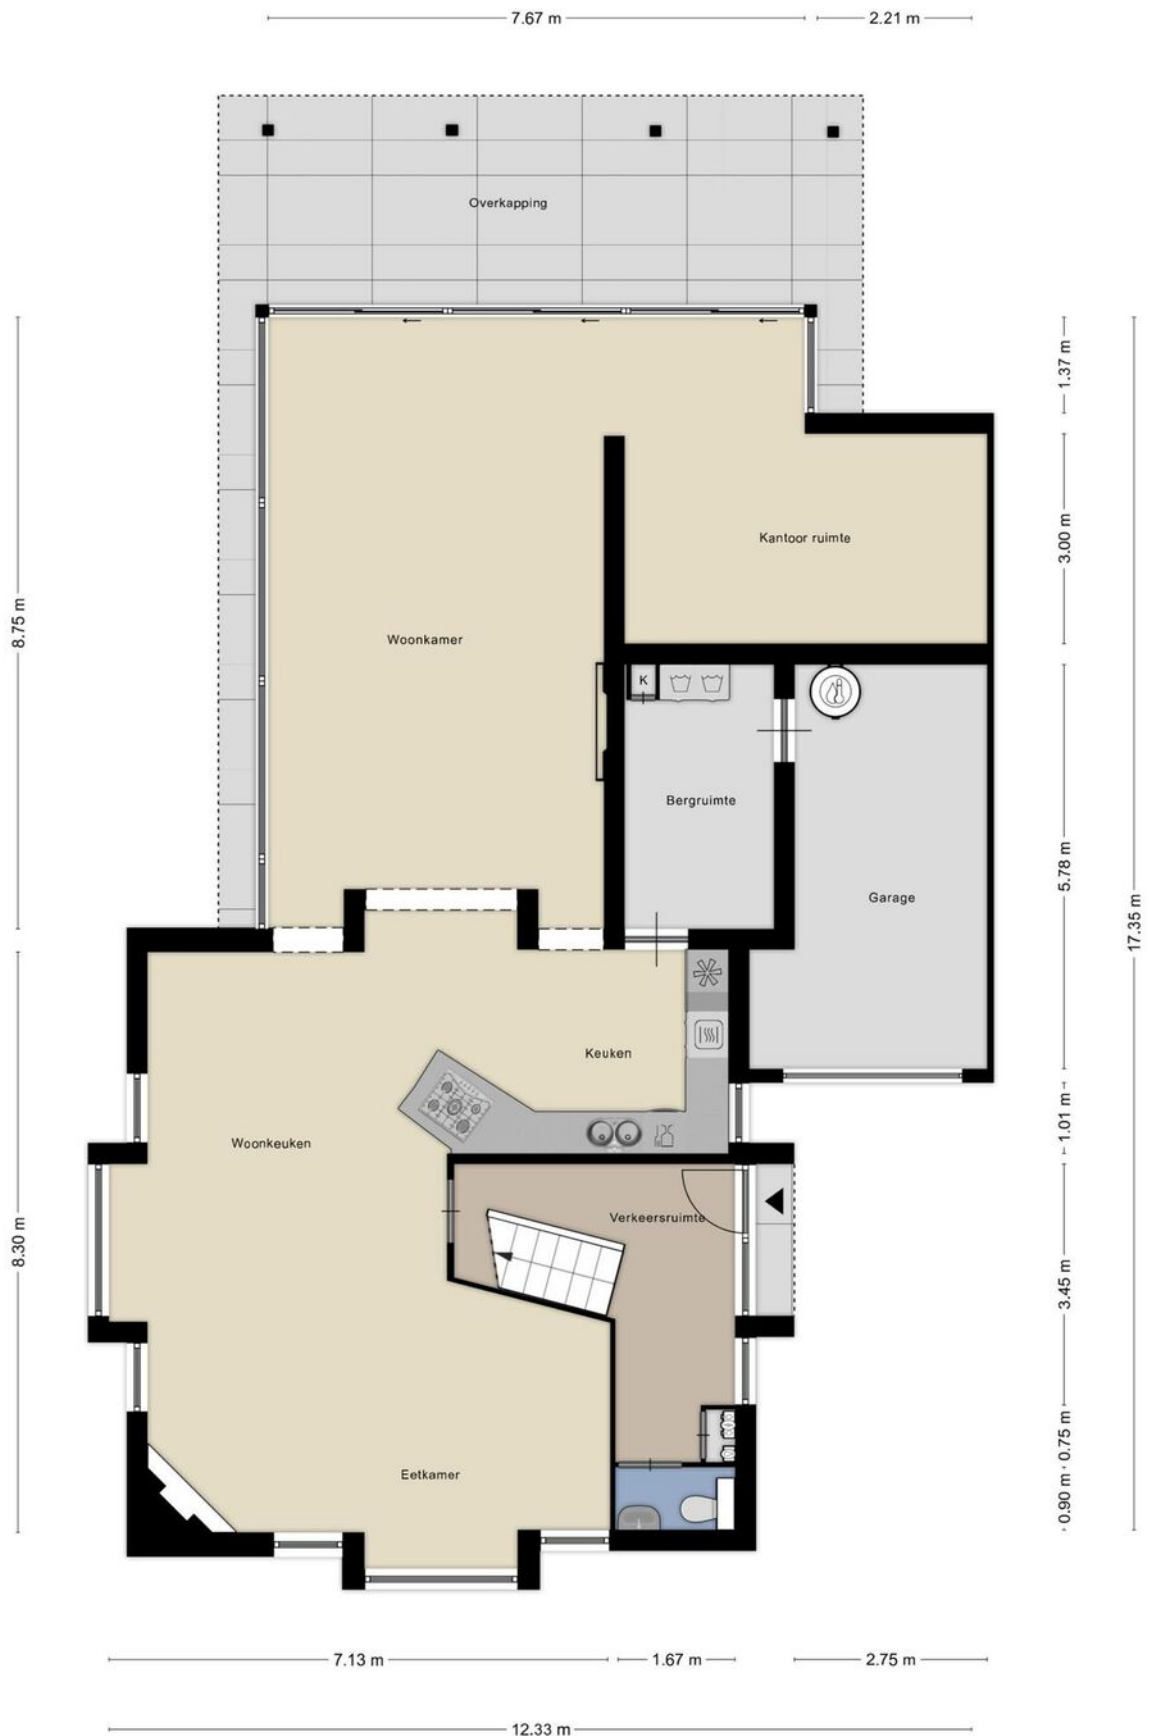 7.67 m
2.21 m
Overkapping
1.37 m
3.00 m
Kantoor ruimte
8.75 m
Woonkamer
K
Bergruimte
5.78 m
Garage
17.35 m
Keuken
1.01 m
Woonkeuken
Verkeersruimte
8.30 m
3.45 m
0.75 m
Eetkamer
0.90 m
7.13 m
1.67 m
2.75 m
12.33 m